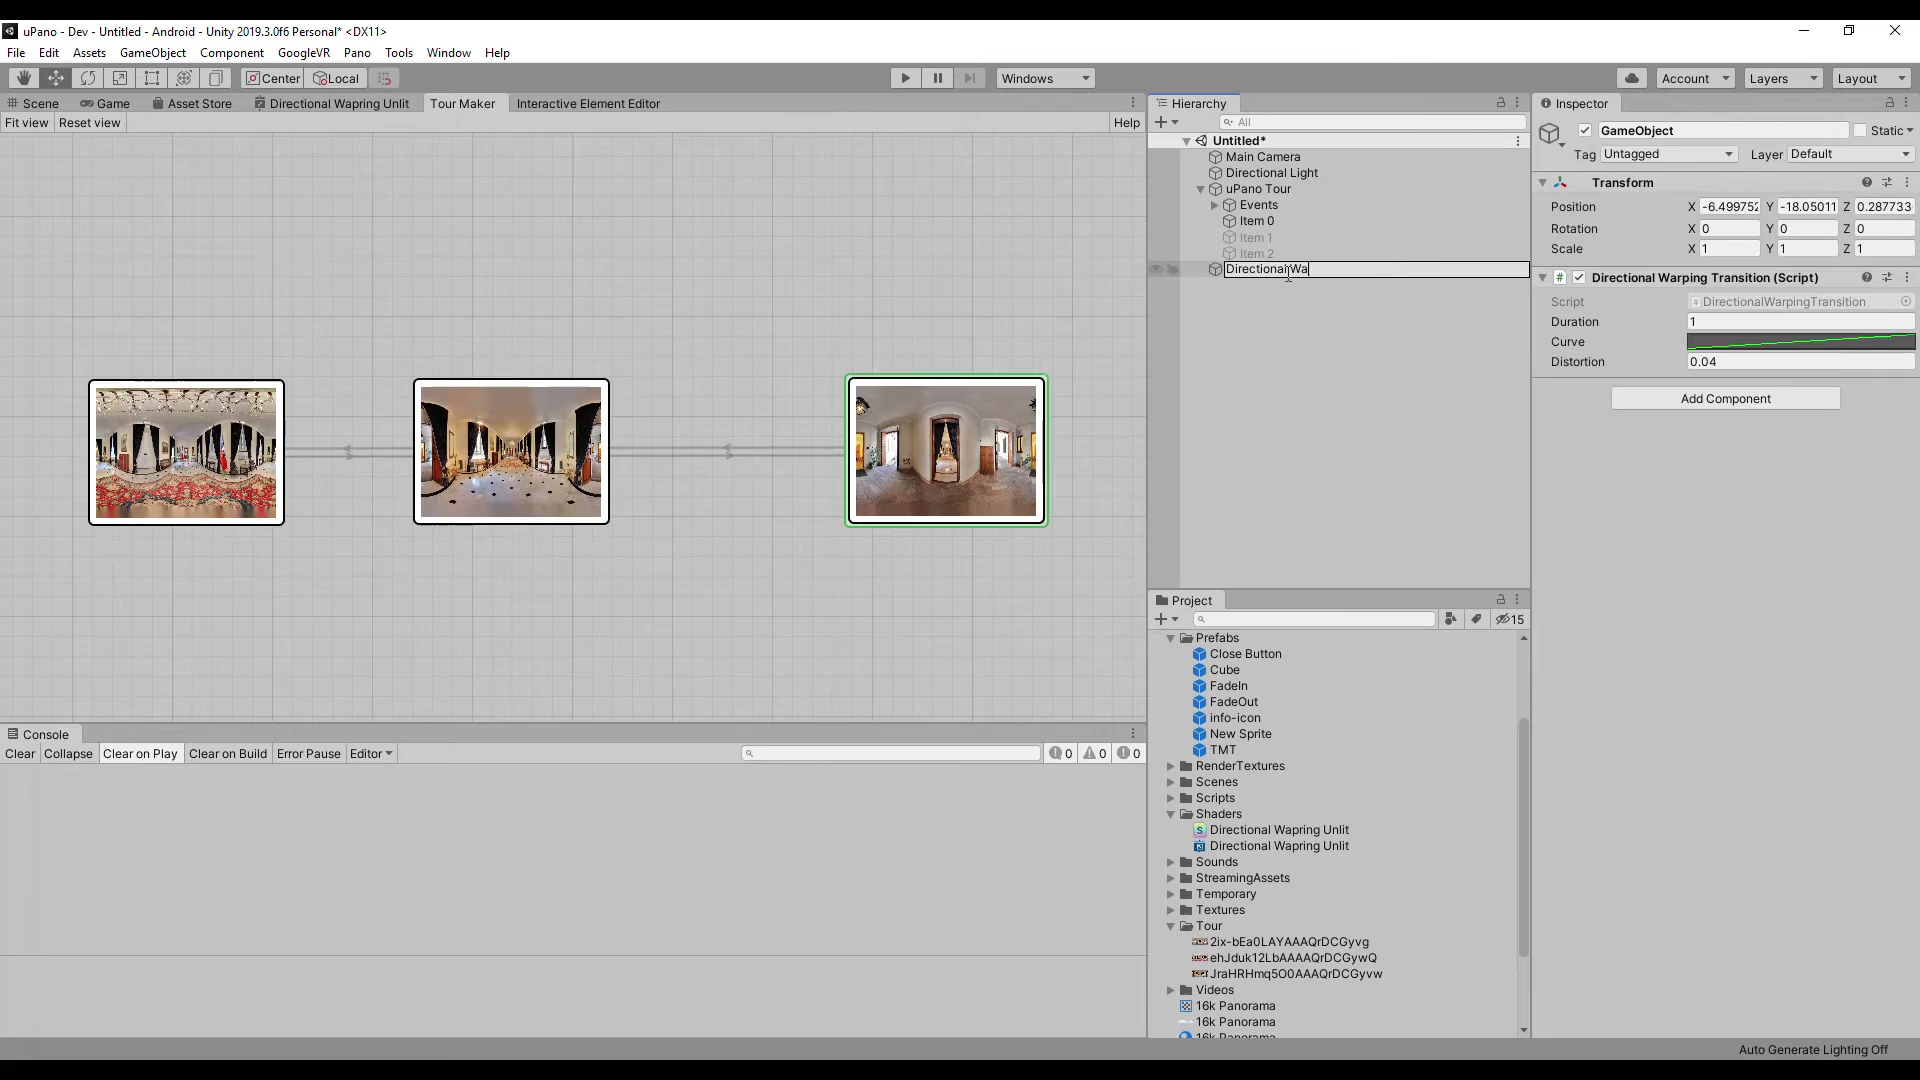 uPano - Dev - Untitled - Android - Unity 2019.3.0f6 Personal* <DX11>
File Edit Assets GameObject Component GoogleVR Pano Tools Window Help
Center Local Windows Account Layers Layout
Scene Game Asset Store Directional Wapring Unlit Tour Maker Interactive Element Editor
Fit view Reset view Help
Hierarchy
All
Untitled*
Main Camera
Directional Light
uPano Tour
Events
Item 0
Item 1
Item 2
Directional Wa
Inspector
GameObject Static
Tag Untagged Layer Default
Transform
Position X -6.499752 Y -18.05011 Z 0.287733
Rotation X 0 Y 0 Z 0
Scale X 1 Y 1 Z 1
# Directional Warping Transition (Script)
Script DirectionalWarpingTransition
Duration 1
Curve
Distortion 0.04
Add Component
Project
15
Prefabs
Close Button
Cube
FadeIn
FadeOut
info-icon
New Sprite
TMT
RenderTextures
Scenes
Scripts
Shaders
Directional Wapring Unlit
Directional Wapring Unlit
Sounds
StreamingAssets
Temporary
Textures
Tour
2ix-bEa0LAYAAAQrDCGyvg
ehJduk12LbAAAAQrDCGywQ
JraHRHmq5O0AAAQrDCGyvw
Videos
16k Panorama
16k Panorama
16k Panorama
Console
Clear Collapse Clear on Play Clear on Build Error Pause Editor 0 0 0
Auto Generate Lighting Off